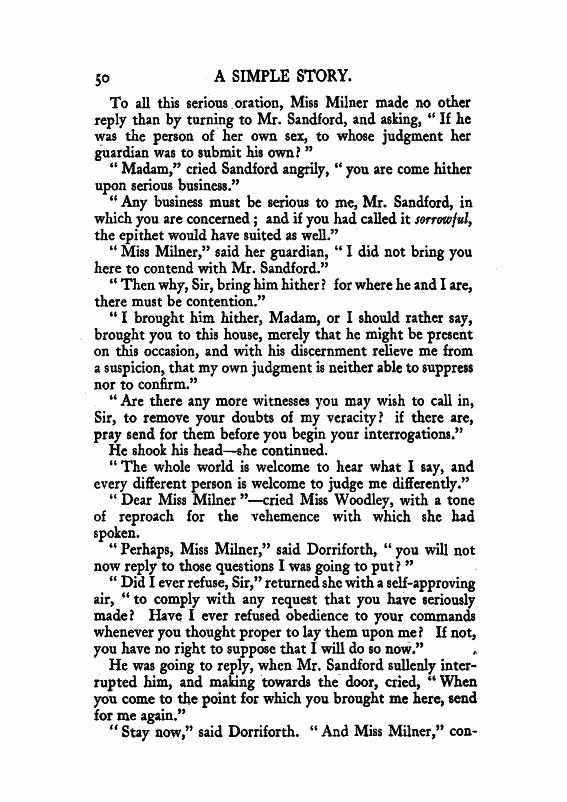 50 A SIMPLE STORY.
To all this serious oration, Miss Milner made no other
reply than by turning to Mr. Sandford, and asking, “ If he
was the person of her own sex, to whose judgment her
guardian was to submit his own? ”
“ Madam,” cried Sandford angrily, “ you are come hither
upon serious business.”
“ Any business must be serious to me, Mr. Sandford, in
which you are concerned ; and if you had called it sorrowful,
the epithet would have suited as well.”
“ Miss Milner,” said her guardian, “ I did not bring you
here to contend with Mr. Sandford.”
“ Then why, Sir, bring him hither? for where he and I are,
there must be contention.”
“ I brought him hither, Madam, or I should rather say,
brought you to this house, merely that he might be present
on this occasion, and with his discernment relieve me from
a suspicion, that my own judgment is neither able to suppress
nor to confirm.”
“ Are there any more witnesses you may wish to call in,
Sir, to remove your doubts of my veracity? if there are,
pray send for them before you begin your interrogations.”
He shook his head—she continued.
“ The whole world is welcome to hear what I say, and
every different person is welcome to judge me differently.”
“ Dear Miss Milner ”—cried Miss Woodley, with a tone
of reproach for the vehemence with which she had
spoken.
“ Perhaps, Miss Milner,” said Dorriforth, “ you will not
now reply to those questions I was going to put? ”
“ Did I ever refuse, Sir,” returned she with a self-approving
air, “ to comply with any request that you have seriously
made? Have I ever refused obedience to your commands
whenever you thought proper to lay them upon me? If not,
you have no right to suppose that I will do so now.”
He was going to reply, when Mr. Sandford sullenly inter-
rupted him, and making towards the door, cried, “ When
you come to the point for which you brought me here, send
for me again.”
“ Stay now,” said Dorriforth. “ And Miss Milner,” con-